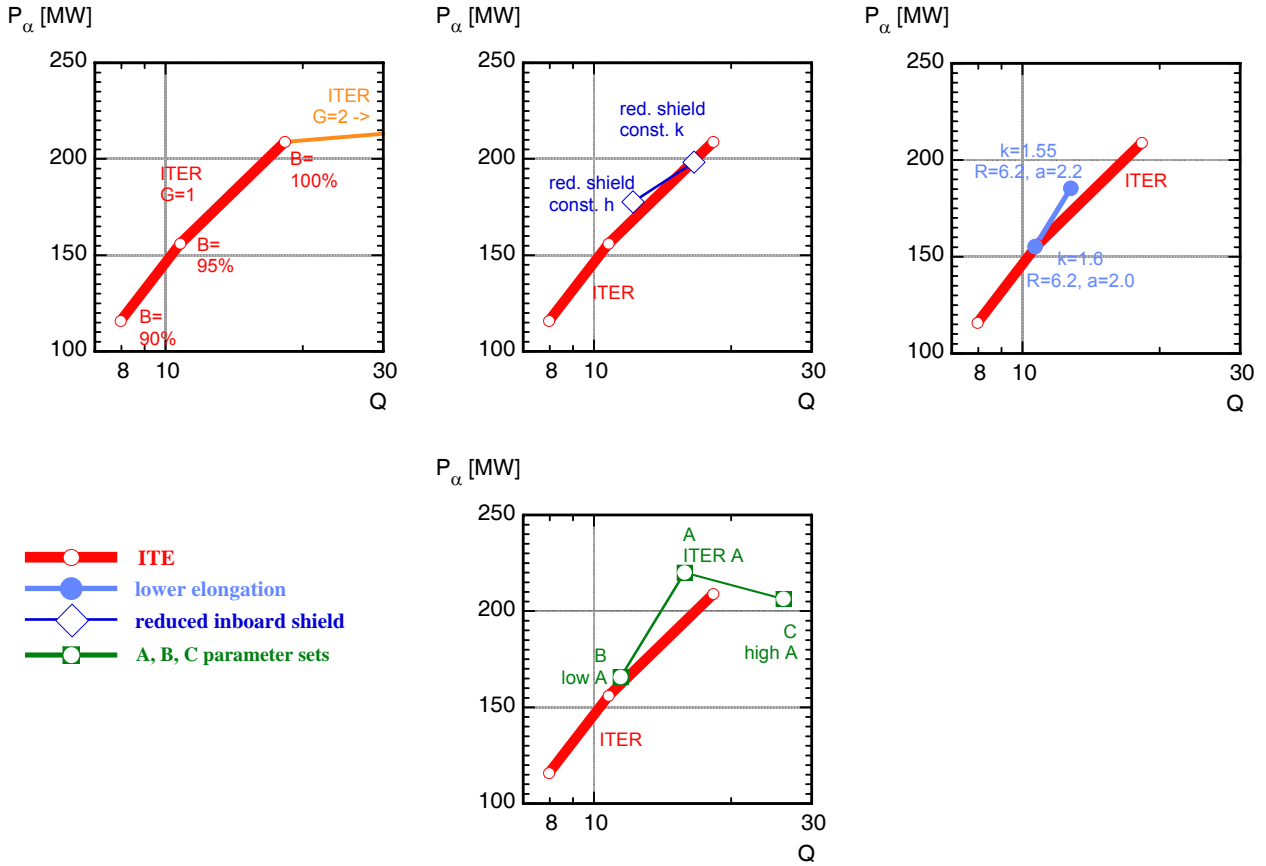 P_α [MW]
250
200
150
100
8
10
30
Q
ITER
G=2 ->
ITER
G=1
B=
100%
B=
95%
B=
90%
P_α [MW]
250
200
150
100
8
10
30
Q
red. shield
const. k
red. shield
const. h
ITER
P_α [MW]
250
200
150
100
8
10
30
Q
k=1.55
R=6.2, a=2.2
ITER
k=1.6
R=6.2, a=2.0
ITE
lower elongation
reduced inboard shield
A, B, C parameter sets
P_α [MW]
250
200
150
100
8
10
30
Q
A
ITER A
B
low A
C
high A
ITER